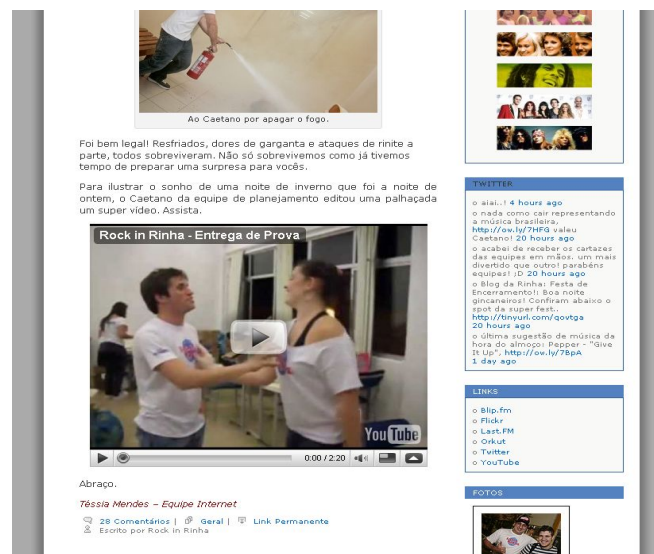 Ao Caetano por apagar o fogo.
Foi bem legal! Resfriados, dores de garganta e ataques de rinite a
parte, todos sobreviveram. Não só sobrevivemos como já tivemos
tempo de preparar uma surpresa para vocês.
Para ilustrar o sonho de uma noite de inverno que foi a noite de
ontem, o Caetano da equipe de planejamento editou uma palhaçada
um super vídeo. Assista.
Rock in Rinha - Entrega de Prova
YouTube
0:00 / 2:20
Abraço.
Téssia Mendes – Equipe Internet
28 Comentários | Geral | Link Permanente
Escrito por Rock in Rinha
TWITTER
o aiai..! 4 hours ago
o nada como cair representando
a música brasileira,
http://ow.ly/7HFG valeu
Caetano! 20 hours ago
o acabei de receber os cartazes
das equipes em mãos. um mais
divertido que outro! parabéns
equipes! ;D 20 hours ago
o Blog da Rinha: Festa de
Encerramento!: Boa noite
gincaneiros! Confiram abaixo o
spot da super fest..
http://tinyurl.com/qovtga
20 hours ago
o última sugestão de música da
hora do almoço: Pepper - "Give
It Up", http://ow.ly/7BpA
1 day ago
LINKS
o Blip.fm
o Flickr
o Last.FM
o Orkut
o Twitter
o YouTube
FOTOS